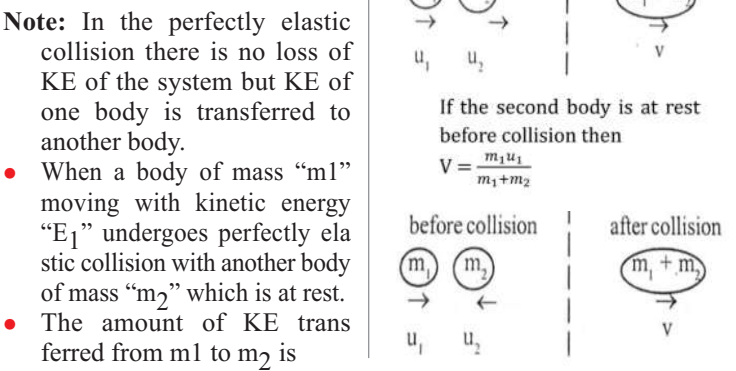 Note: In the perfectly elastic
collision there is no loss of
KE of the system but KE of
one body is transferred to
another body.
● When a body of mass “m1”
moving with kinetic energy
“E₁” undergoes perfectly ela
stic collision with another body
of mass “m₂” which is at rest.
● The amount of KE trans
ferred from m1 to m₂ is
u₁ u₂ v
If the second body is at rest
before collision then
V = m₁u₁/m₁+m₂
before collision after collision
m₁ m₂ m₁ + m₂
u₁ u₂ v